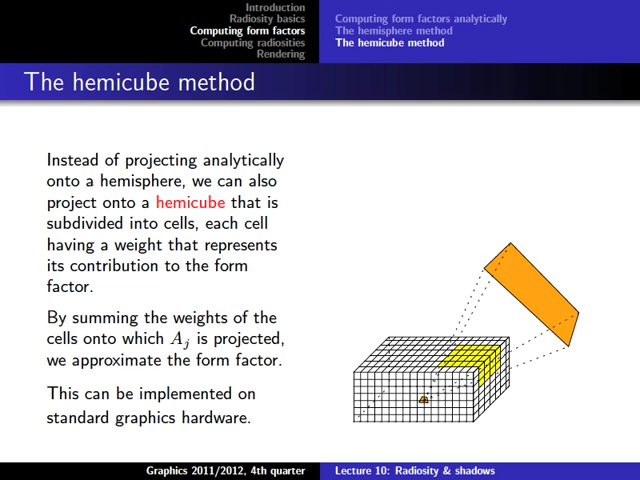 Introduction
Radiosity basics
Computing form factors
Computing radiosities
Rendering
Computing form factors analytically
The hemisphere method
The hemicube method
The hemicube method
Instead of projecting analytically
onto a hemisphere, we can also
project onto a hemicube that is
subdivided into cells, each cell
having a weight that represents
its contribution to the form
factor.
By summing the weights of the
cells onto which Aj is projected,
we approximate the form factor.
This can be implemented on
standard graphics hardware.
Graphics 2011/2012, 4th quarter
Lecture 10: Radiosity & shadows